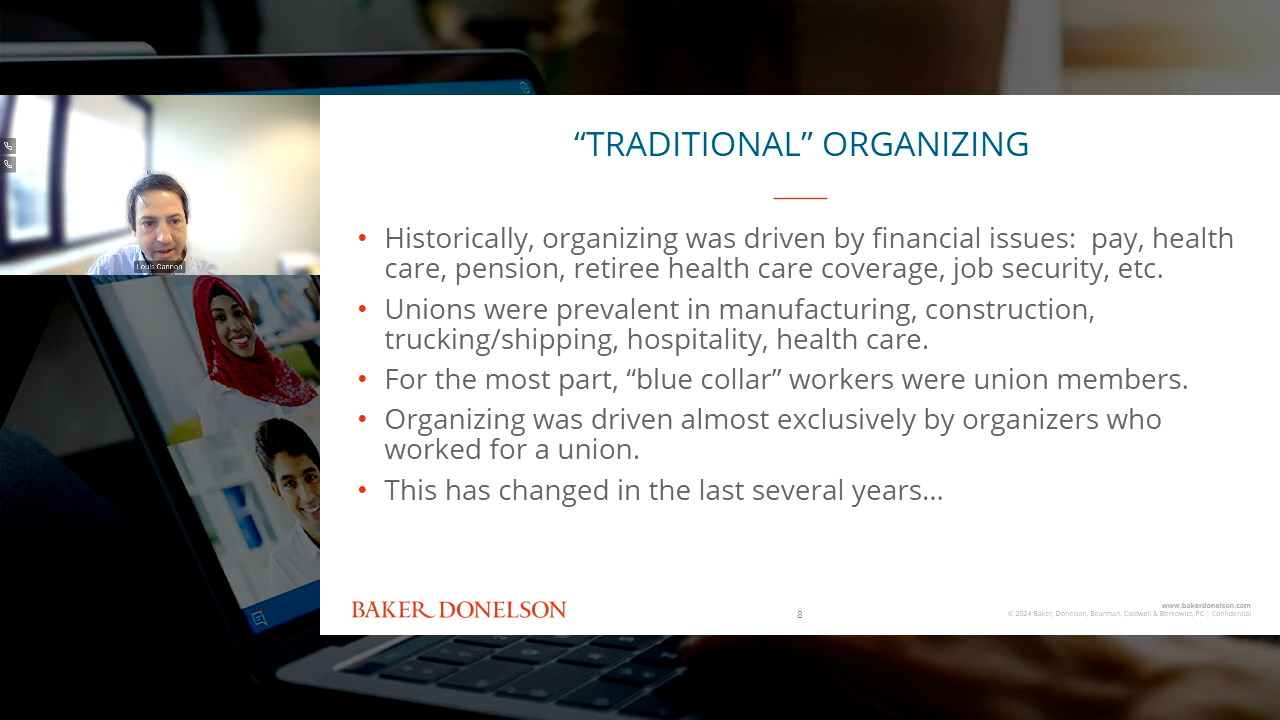 “TRADITIONAL” ORGANIZING
• Historically, organizing was driven by financial issues:  pay, health
care, pension, retiree health care coverage, job security, etc.
• Unions were prevalent in manufacturing, construction,
trucking/shipping, hospitality, health care.
• For the most part, “blue collar” workers were union members.
• Organizing was driven almost exclusively by organizers who
worked for a union.
• This has changed in the last several years…
Louis Cannon
BAKER DONELSON
8
www.bakerdonelson.com
© 2024 Baker, Donelson, Bearman, Caldwell & Berkowitz, PC | Confidential